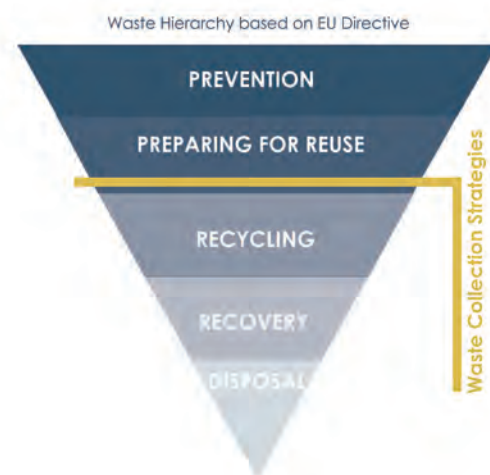 Waste Hierarchy based on EU Directive
PREVENTION
PREPARING FOR REUSE
RECYCLING
RECOVERY
DISPOSAL
Waste Collection Strategies